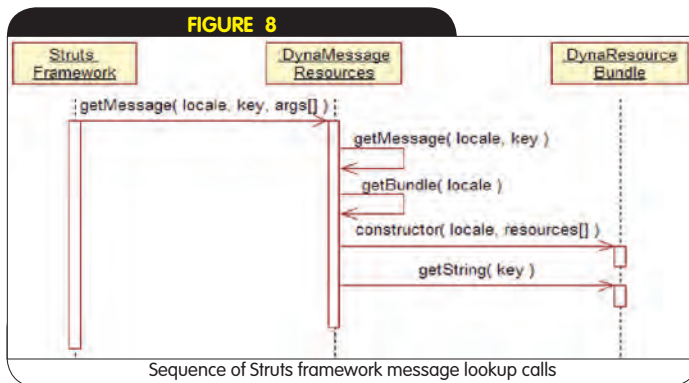 FIGURE 8
Struts
Framework
DynaMessage
Resources
DynaResource
Bundle
getMessage( locale, key, args[] )
getMessage( locale, key )
getBundle( locale )
constructor( locale, resources[] )
getString( key )
Sequence of Struts framework message lookup calls